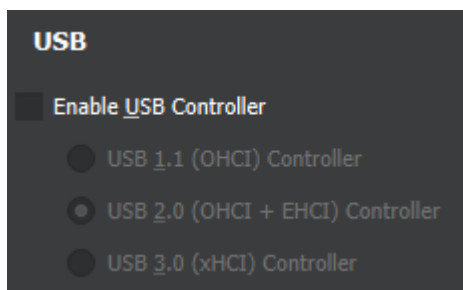 USB
Enable USB Controller
USB 1.1 (OHCI) Controller
USB 2.0 (OHCI + EHCI) Controller
USB 3.0 (xHCI) Controller